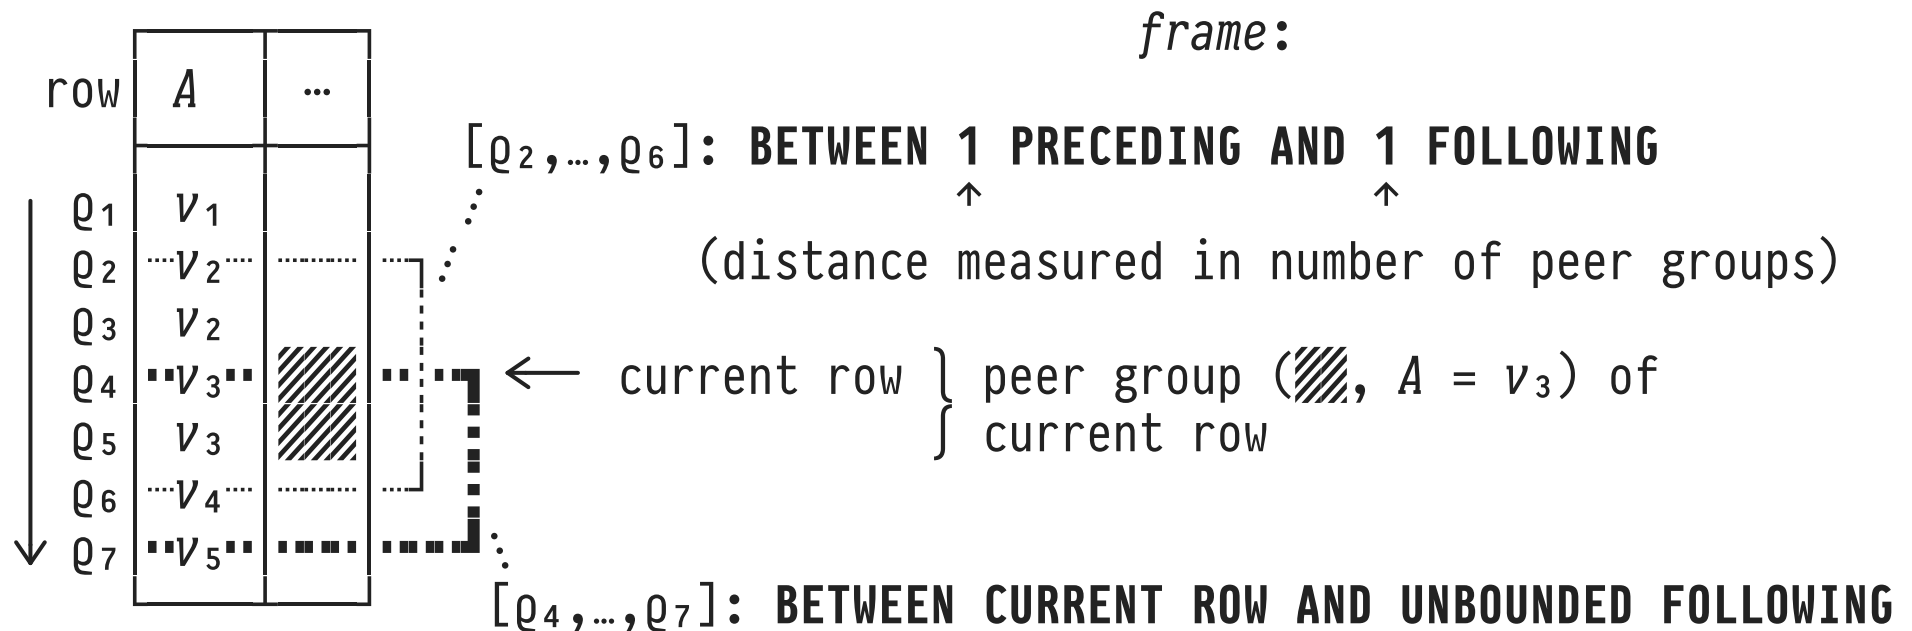 frame:
row A …
[ϱ₂,…,ϱ₆]: BETWEEN 1 PRECEDING AND 1 FOLLOWING
↑ ↑
ϱ₁ v₁
(distance measured in number of peer groups)
ϱ₂ v₂
ϱ₃ v₂
ϱ₄ v₃ ← current row } peer group (▨, A = v₃) of
ϱ₅ v₃ current row
ϱ₆ v₄
ϱ₇ v₅
[ϱ₄,…,ϱ₇]: BETWEEN CURRENT ROW AND UNBOUNDED FOLLOWING